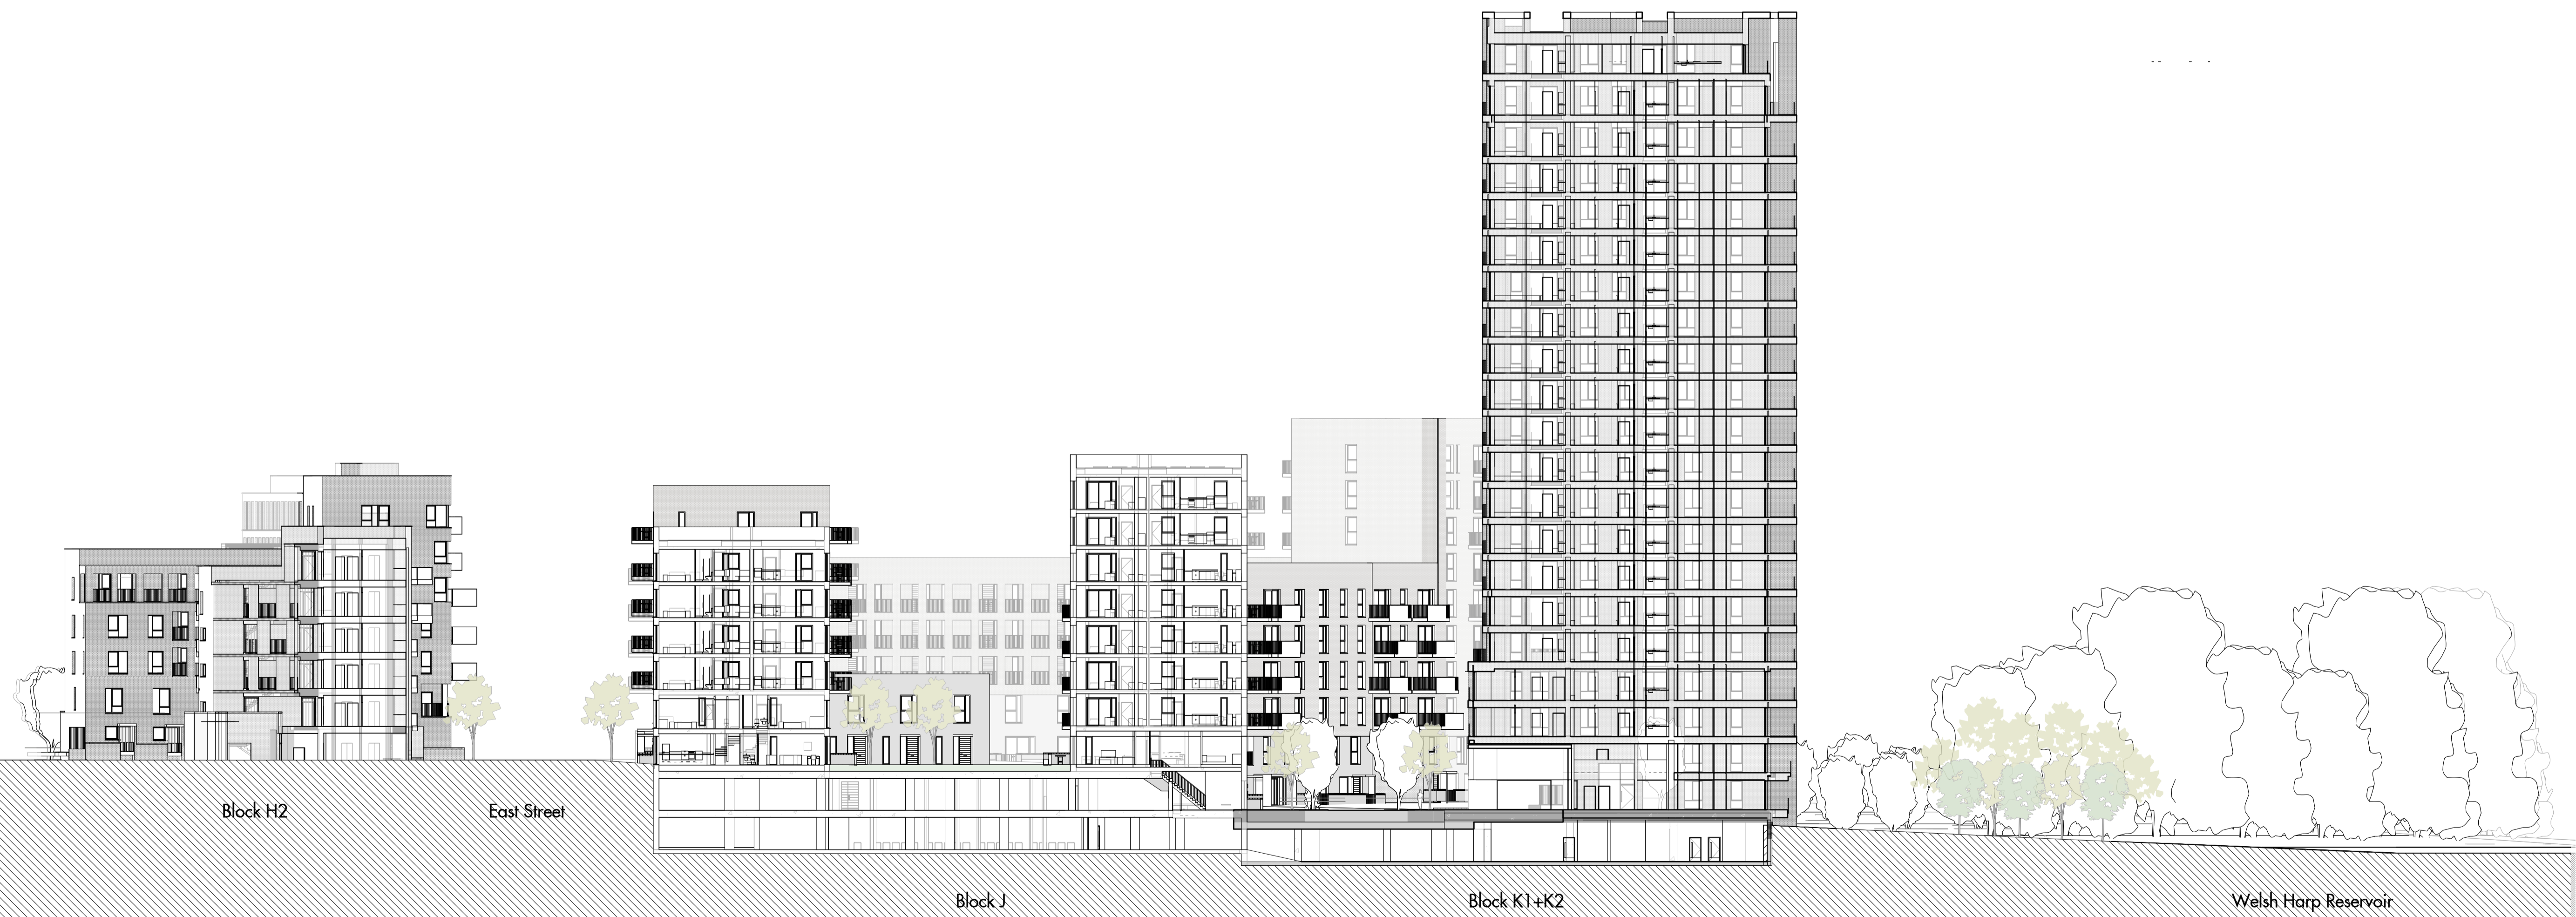 Block H2
East Street
Block J
Block K1+K2
Welsh Harp Reservoir